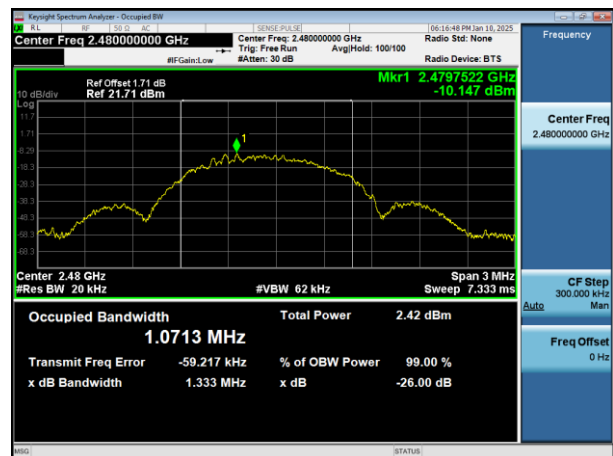 Keysight Spectrum Analyzer - Occupied BW
RL RF 50 Ω AC SENSE:PULSE 06:16:48 PM Jan 10, 2025
Center Freq 2.480000000 GHz
Center Freq: 2.480000000 GHz Radio Std: None
Trig: Free Run Avg|Hold: 100/100
#IFGain:Low #Atten: 30 dB Radio Device: BTS
Mkr1 2.4797522 GHz
-10.147 dBm
Ref Offset 1.71 dB
10 dB/div Ref 21.71 dBm
Log
11.7
1.71
-8.29
-18.3
-28.3
-38.3
-48.3
-58.3
-68.3
1
Center 2.48 GHz Span 3 MHz
#Res BW 20 kHz #VBW 62 kHz Sweep 7.333 ms
Occupied Bandwidth Total Power 2.42 dBm
1.0713 MHz
Transmit Freq Error -59.217 kHz % of OBW Power 99.00 %
x dB Bandwidth 1.333 MHz x dB -26.00 dB
MSG STATUS
Frequency
Center Freq
2.480000000 GHz
CF Step
300.000 kHz
Auto Man
Freq Offset
0 Hz